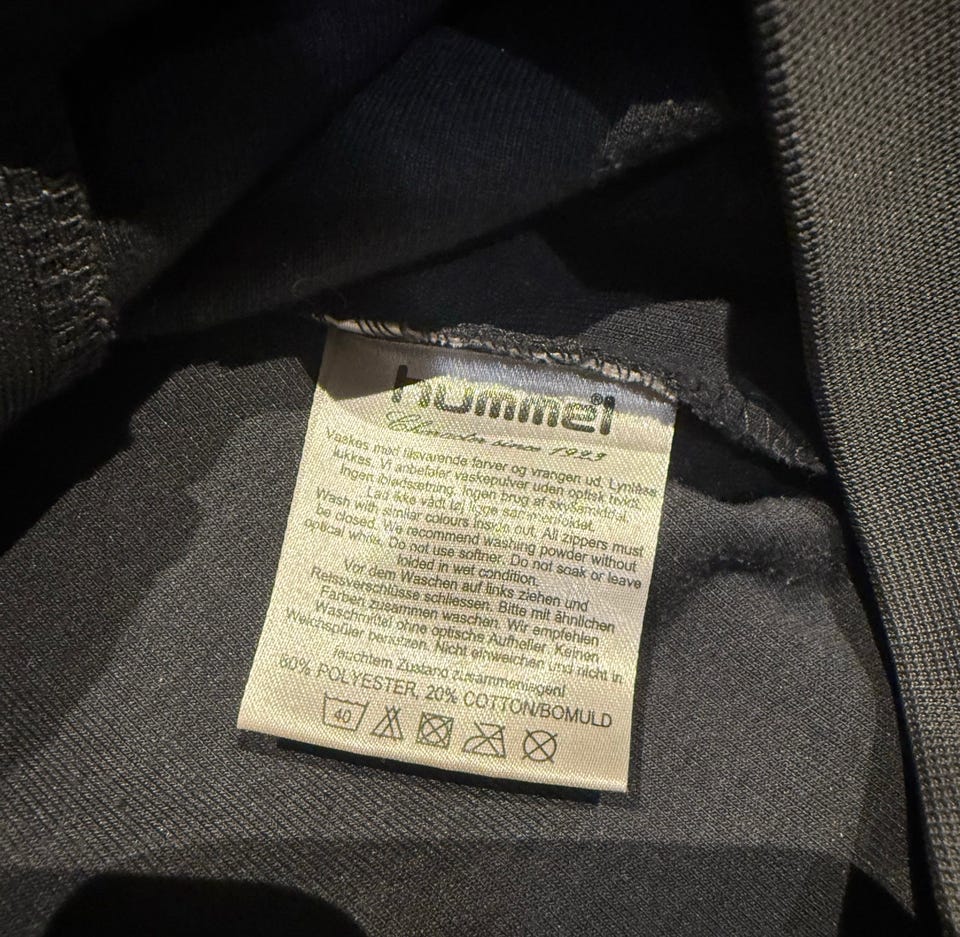 hummel
Character since 1923
Vaskes med tilsvarende farver og vrangen ud. Lynlåse
lukkes. Vi anbefaler vaskepulver uden optisk hvidt.
Ingen iblødsætning. Ingen brug af skyllemiddel.
Lad ikke vådt tøj ligge sammenfoldet.
Wash with similar colours inside out. All zippers must
be closed. We recommend washing powder without
optical white. Do not use softner. Do not soak or leave
folded in wet condition.
Vor dem Waschen auf links ziehen und
Reissverschlüsse schliessen. Bitte mit ähnlichen
Farben zusammen waschen. Wir empfehlen
Waschmittel ohne optische Aufheller. Keinen
Weichspüler benutzen. Nicht einweichen und nicht in
feuchtem Zustand zusammenlegen!
POLYESTER, 20% COTTON/BOMULD
40